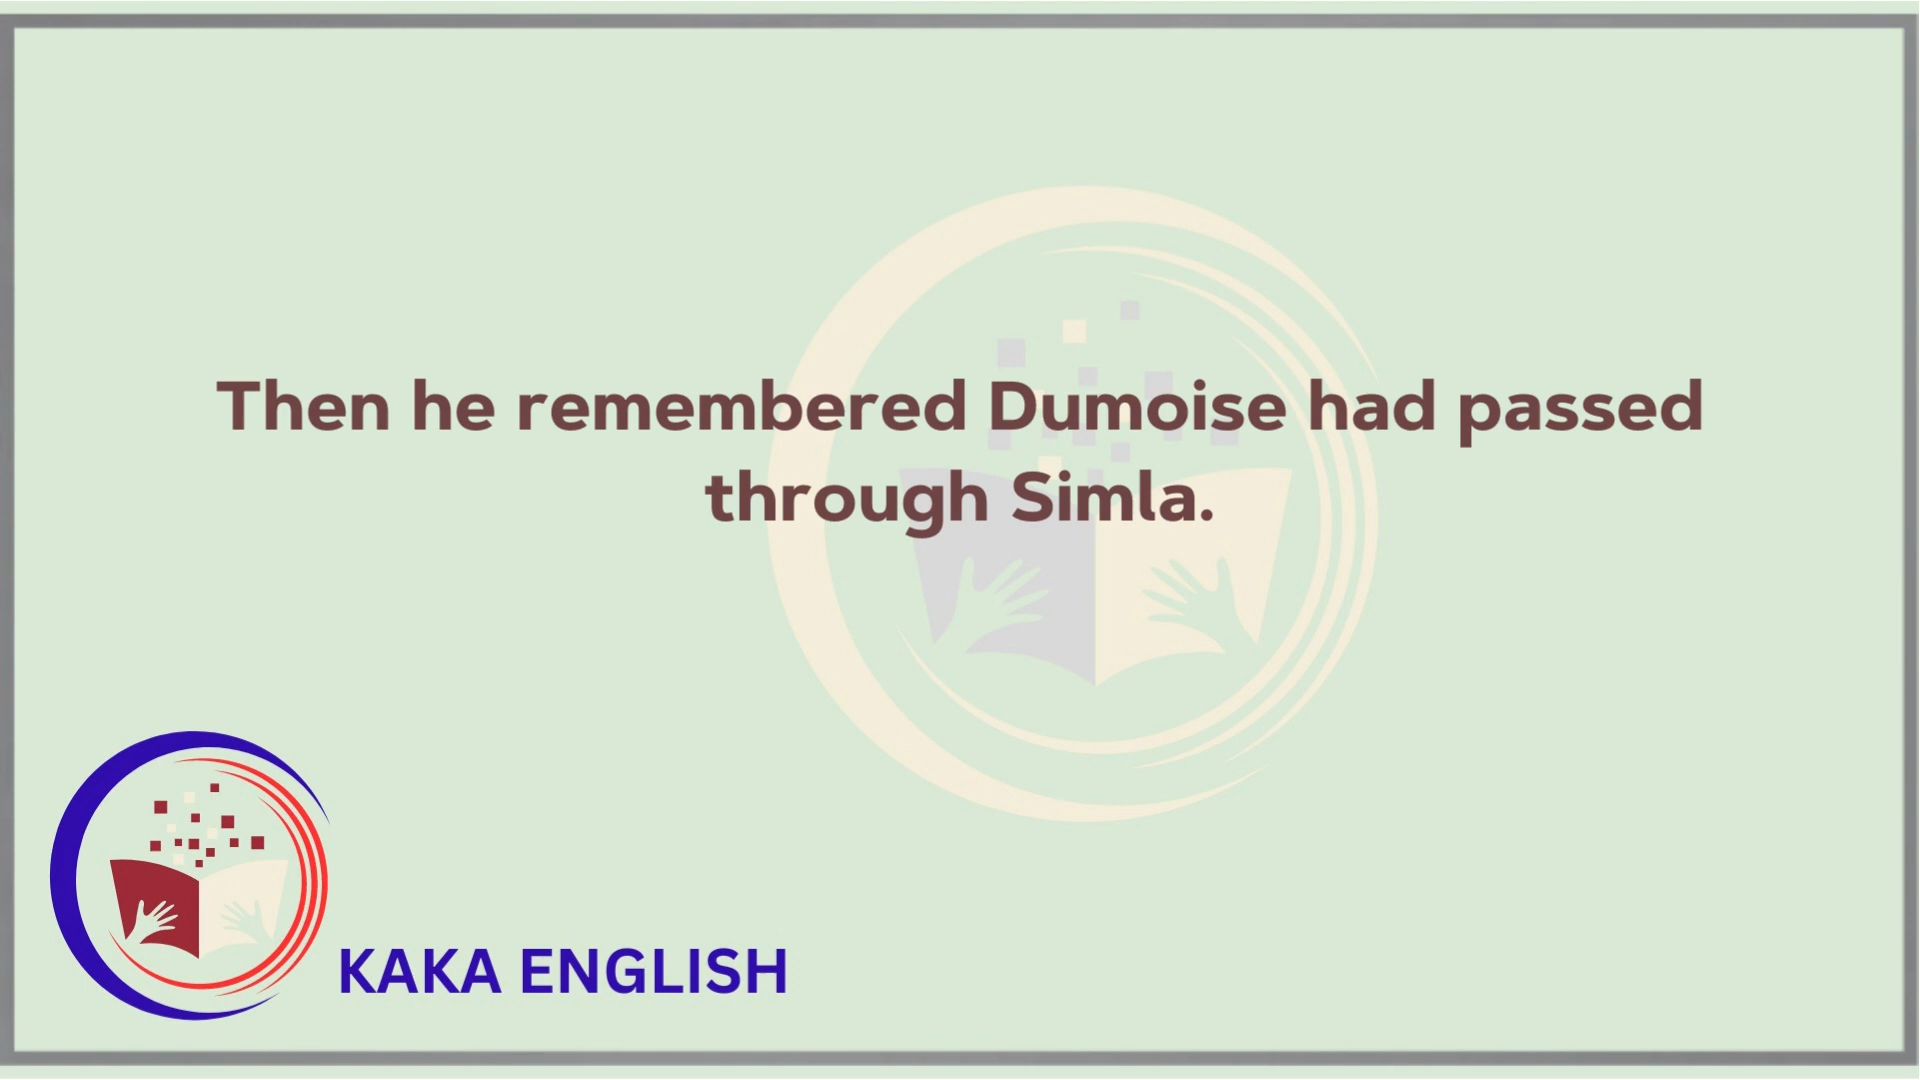 Then he remembered Dumoise had passed
through Simla.
KAKA ENGLISH